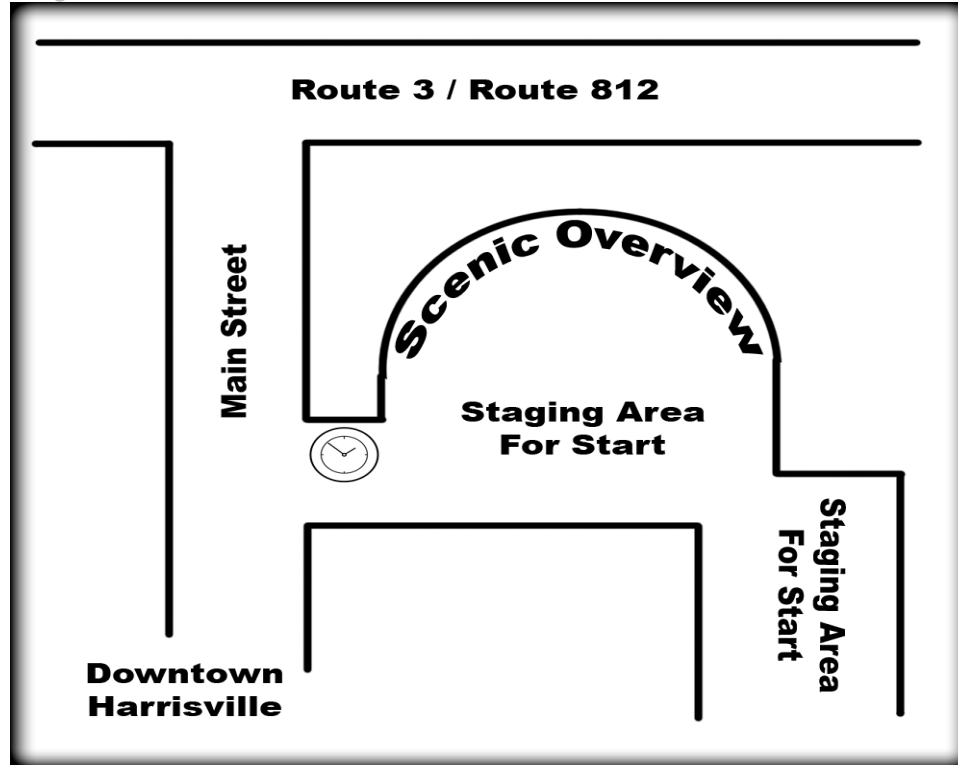 Route 3 / Route 812
Scenic Overview
Main Street
Staging Area
For Start
Staging Area
For Start
Downtown
Harrisville